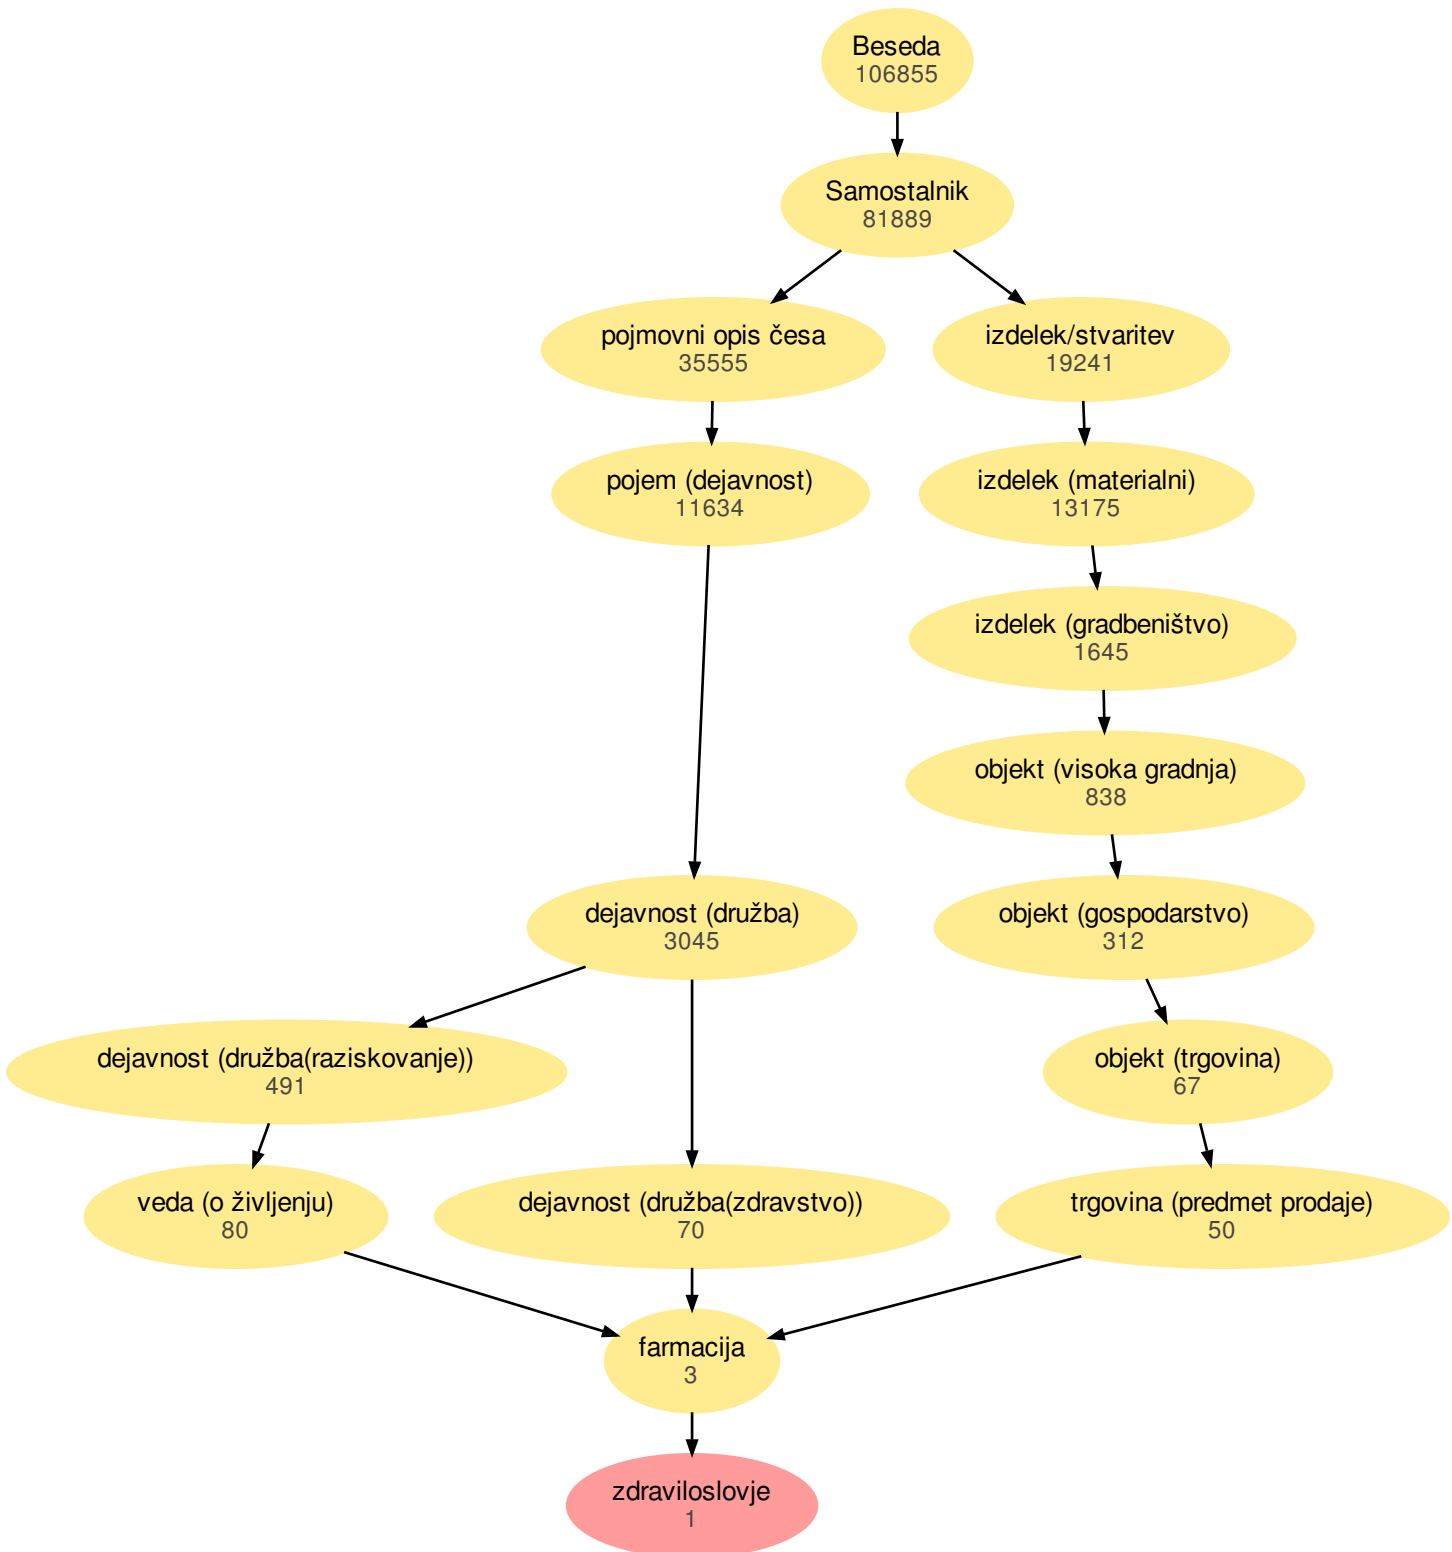 Beseda
106855
Samostalnik
81889
pojmovni opis česa
35555
izdelek/stvaritev
19241
pojem (dejavnost)
11634
izdelek (materialni)
13175
izdelek (gradbeništvo)
1645
objekt (visoka gradnja)
838
dejavnost (družba)
3045
objekt (gospodarstvo)
312
dejavnost (družba(raziskovanje))
491
objekt (trgovina)
67
veda (o življenju)
80
dejavnost (družba(zdravstvo))
70
trgovina (predmet prodaje)
50
farmacija
3
zdraviloslovje
1